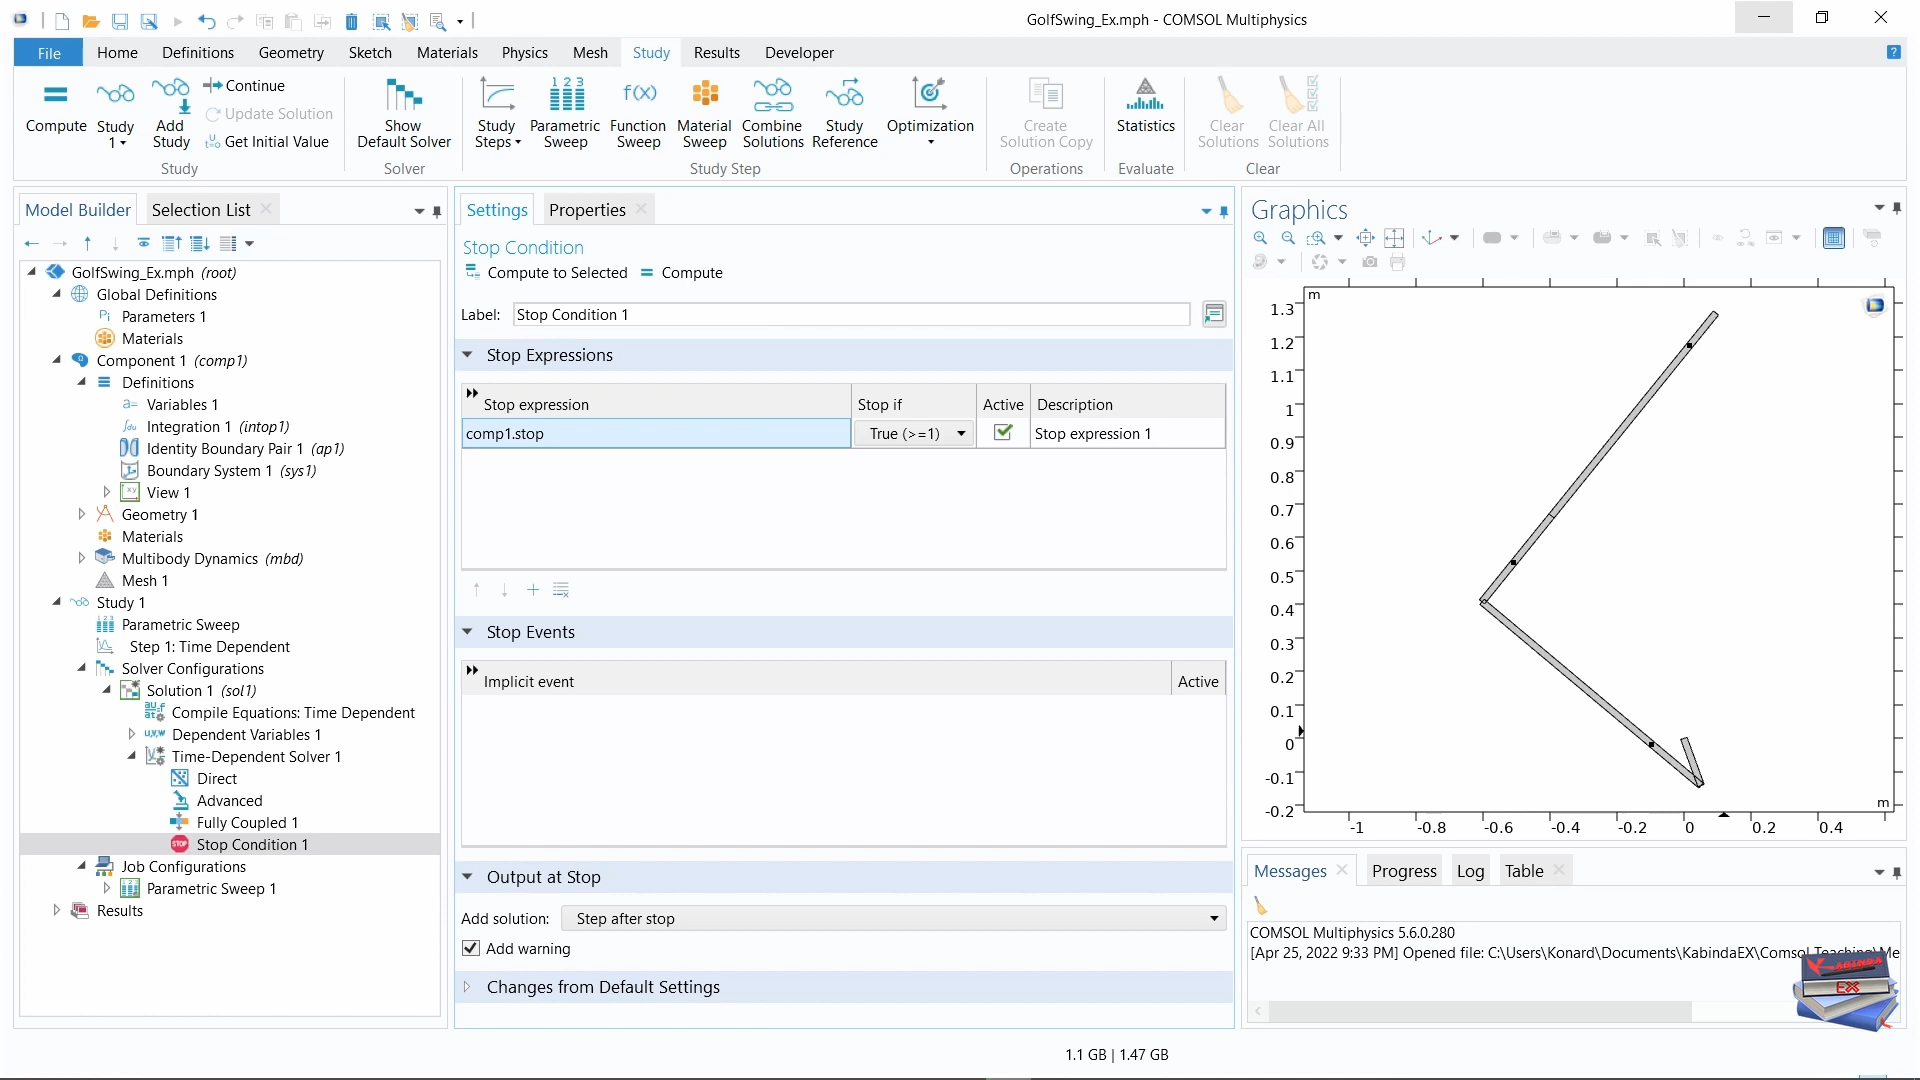 GolfSwing_Ex.mph - COMSOL Multiphysics
File Home Definitions Geometry Sketch Materials Physics Mesh Study Results Developer
Compute
Study 1
Add Study
Continue
Update Solution
Get Initial Value
Study
Show Default Solver
Solver
Study Steps
1 2 3
Parametric Sweep
f(x)
Function Sweep
Material Sweep
Combine Solutions
Study Reference
Optimization
Study Step
Create Solution Copy
Operations
Statistics
Evaluate
Clear Solutions
Clear All Solutions
Clear
Model Builder
Selection List
GolfSwing_Ex.mph (root)
Global Definitions
Pi Parameters 1
Materials
Component 1 (comp1)
Definitions
a= Variables 1
Integration 1 (intop1)
Identity Boundary Pair 1 (ap1)
Boundary System 1 (sys1)
View 1
Geometry 1
Materials
Multibody Dynamics (mbd)
Mesh 1
Study 1
Parametric Sweep
Step 1: Time Dependent
Solver Configurations
Solution 1 (sol1)
Compile Equations: Time Dependent
u,v,w Dependent Variables 1
Time-Dependent Solver 1
Direct
Advanced
Fully Coupled 1
STOP Stop Condition 1
Job Configurations
Parametric Sweep 1
Results
Settings
Properties
Stop Condition
Compute to Selected = Compute
Label: Stop Condition 1
Stop Expressions
Stop expression Stop if Active Description
comp1.stop True (>=1) Stop expression 1
Stop Events
Implicit event Active
Output at Stop
Add solution: Step after stop
Add warning
Changes from Default Settings
Graphics
m
1.3
1.2
1.1
1
0.9
0.8
0.7
0.6
0.5
0.4
0.3
0.2
0.1
0
-0.1
-0.2
m
-1 -0.8 -0.6 -0.4 -0.2 0 0.2 0.4
Messages
Progress
Log
Table
COMSOL Multiphysics 5.6.0.280
[Apr 25, 2022 9:33 PM] Opened file: C:\Users\Konard\Documents\KabindaEX\Comsol Teaching\Me
KABINDA
EX
1.1 GB | 1.47 GB